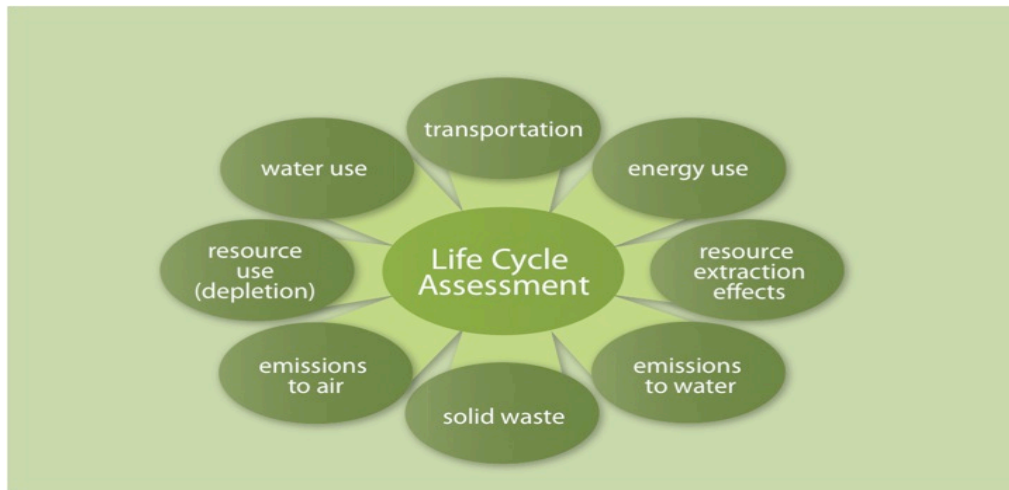 transportation
water use
energy use
resource
use
(depletion)
Life Cycle
Assessment
resource
extraction
effects
emissions
to air
emissions
to water
solid waste